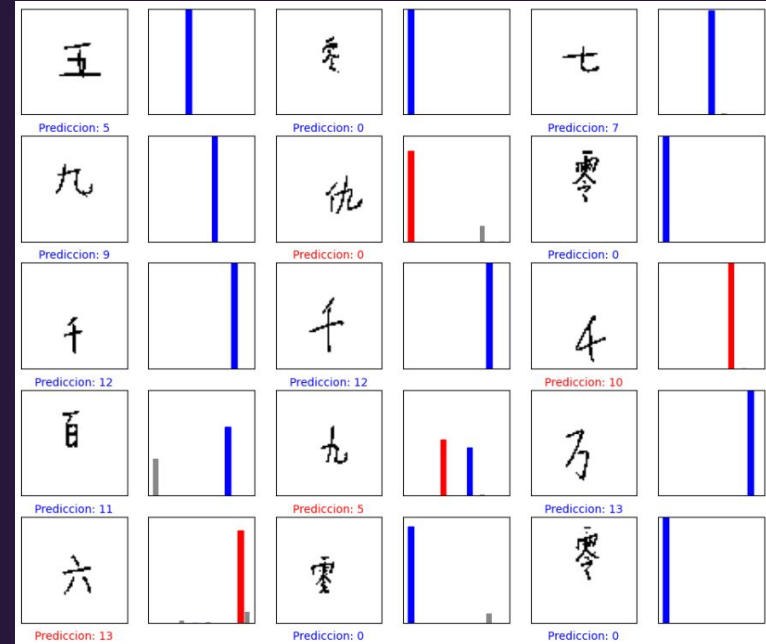 五 零 七
Prediccion: 5 Prediccion: 0 Prediccion: 7
九 零
Prediccion: 9 Prediccion: 0 Prediccion: 0
千 千
Prediccion: 12 Prediccion: 12 Prediccion: 10
百 九 万
Prediccion: 11 Prediccion: 5 Prediccion: 13
六 零 零
Prediccion: 13 Prediccion: 0 Prediccion: 0